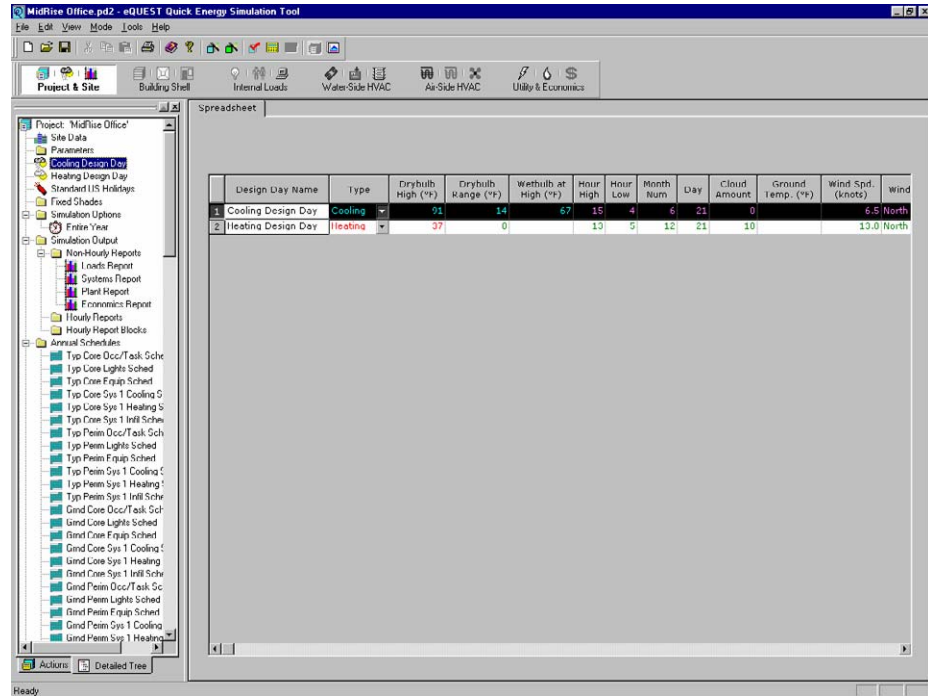 MidRise Office.pd2 - eQUEST Quick Energy Simulation Tool
File Edit View Mode Tools Help
Project & Site Building Shell Internal Loads Water-Side HVAC Air-Side HVAC Utility & Economics
Spreadsheet
Project: 'MidRise Office'
Site Data
Parameters
Cooling Design Day
Heating Design Day
Standard US Holidays
Fixed Shades
Simulation Options
Entire Year
Simulation Output
Non-Hourly Reports
Loads Report
Systems Report
Plant Report
Economics Report
Hourly Reports
Hourly Report Blocks
Annual Schedules
Typ Core Occ/Task Sche
Typ Core Lights Sched
Typ Core Equip Sched
Typ Core Sys 1 Cooling S
Typ Core Sys 1 Heating S
Typ Core Sys 1 Infil Sche
Typ Perim Occ/Task Sch
Typ Perim Lights Sched
Typ Perim Equip Sched
Typ Perim Sys 1 Cooling S
Typ Perim Sys 1 Heating
Typ Perim Sys 1 Infil Sche
Grnd Core Occ/Task Sch
Grnd Core Lights Sched
Grnd Core Equip Sched
Grnd Core Sys 1 Cooling S
Grnd Core Sys 1 Heating
Grnd Core Sys 1 Infil Sche
Grnd Perim Occ/Task Sc
Grnd Perim Lights Sched
Grnd Perim Equip Sched
Grnd Perim Sys 1 Cooling
Grnd Perim Sys 1 Heating
Design Day Name Type Drybulb High (°F) Drybulb Range (°F) Wetbulb at High (°F) Hour High Hour Low Month Num Day Cloud Amount Ground Temp. (°F) Wind Spd. (knots) Wind
1 Cooling Design Day Cooling 91 14 67 15 4 6 21 0 6.5 North
2 Heating Design Day Heating 37 0 13 5 12 21 10 13.0 North
Actions Detailed Tree
Ready